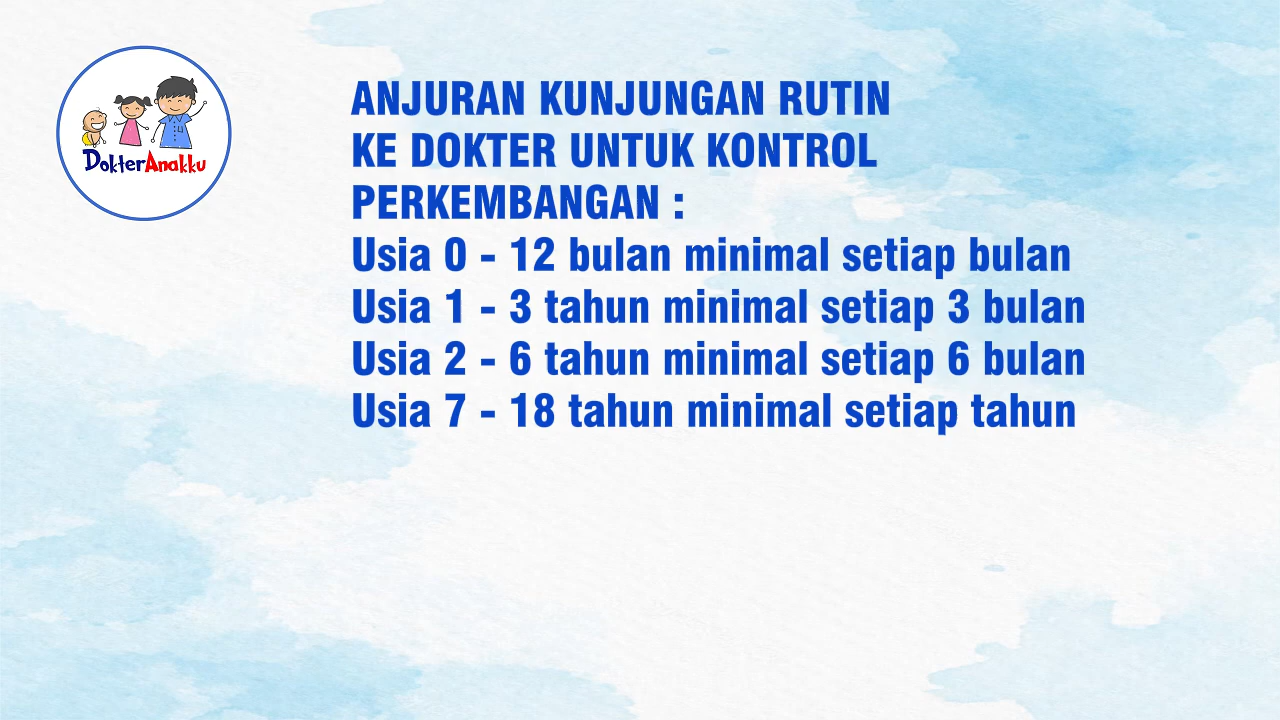 DokterAnakku
ANJURAN KUNJUNGAN RUTIN
KE DOKTER UNTUK KONTROL
PERKEMBANGAN :
Usia 0 - 12 bulan minimal setiap bulan
Usia 1 - 3 tahun minimal setiap 3 bulan
Usia 2 - 6 tahun minimal setiap 6 bulan
Usia 7 - 18 tahun minimal setiap tahun